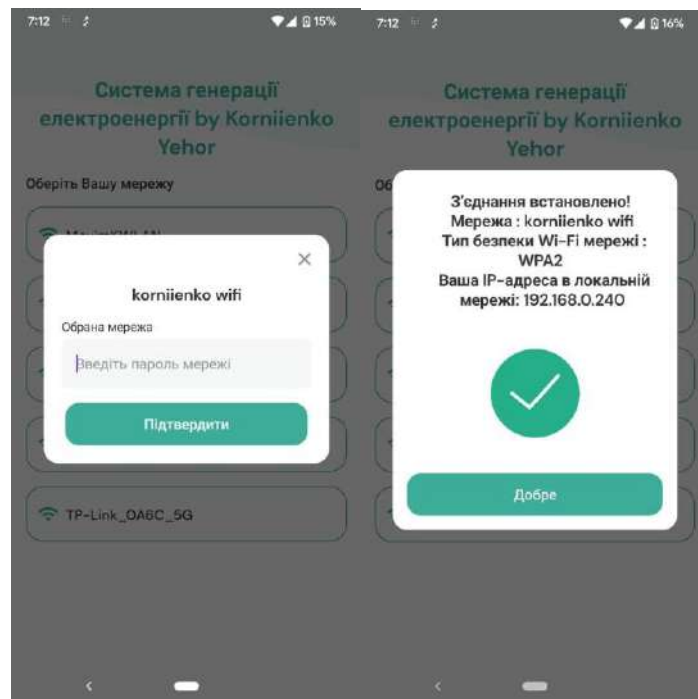 7:12
15%
Система генерації
електроенергії by Korniienko
Yehor
Оберіть Вашу мережу
korniienko wifi
Обрана мережа
Введіть пароль мережі
Підтвердити
TP-Link_0A6C_5G
7:12
16%
Система генерації
електроенергії by Korniienko
Yehor
Об
З'єднання встановлено!
Мережа : korniienko wifi
Тип безпеки Wi-Fi мережі :
WPA2
Ваша IP-адреса в локальній
мережі: 192.168.0.240
Добре